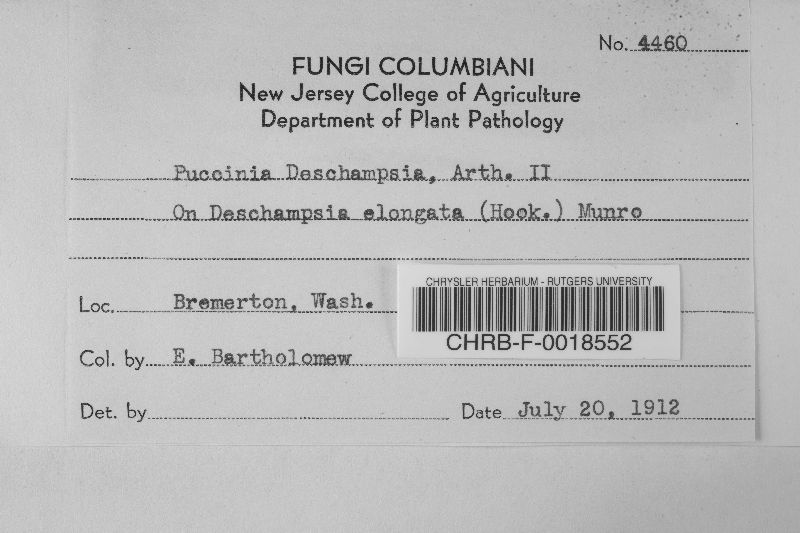 No. 4460
FUNGI COLUMBIANI
New Jersey College of Agriculture
Department of Plant Pathology
Puccinia Deschampsia, Arth. II
On Deschampsia elongata (Hook.) Munro
Loc. Bremerton, Wash.
CHRYSLER HERBARIUM - RUTGERS UNIVERSITY
CHRB-F-0018552
Col. by E. Bartholomew
Det. by
Date July 20, 1912